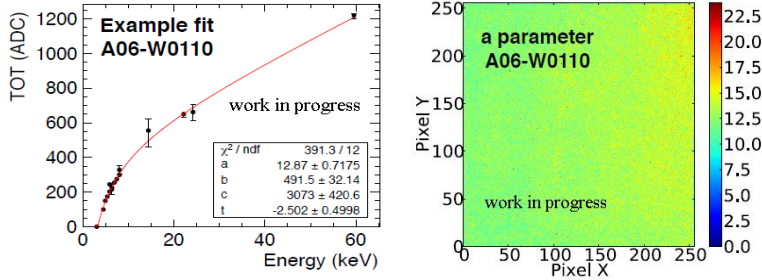 Example fit
A06-W0110
work in progress
TOT (ADC)
1200
1000
800
600
400
200
0
χ² / ndf 391.3 / 12
a 12.87 ± 0.7175
b 491.5 ± 32.14
c 3073 ± 420.6
t -2.502 ± 0.4998
0 20 40 60
Energy (keV)
a parameter
A06-W0110
work in progress
Pixel Y
250
200
150
100
50
0
0 50 100 150 200 250
Pixel X
22.5
20.0
17.5
15.0
12.5
10.0
7.5
5.0
2.5
0.0